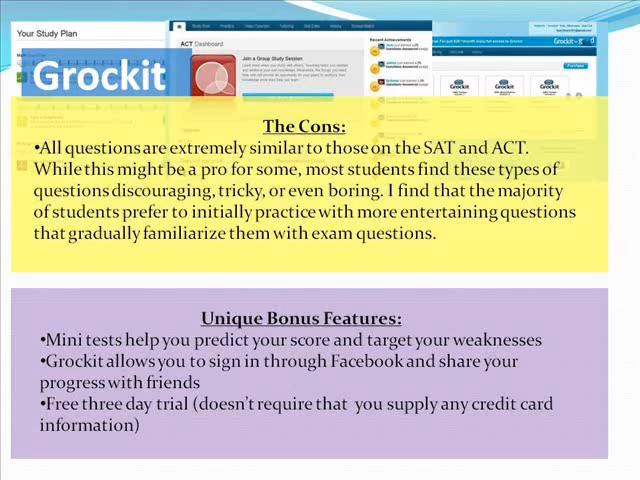 Your Study Plan
ACT Dashboard
Join a Group Study Session
Recent Achievements
Grockit
Grockit
Grockit
Grockit
The Cons:
•All questions are extremely similar to those on the SAT and ACT.
While this might be a pro for some, most students find these types of
questions discouraging, tricky, or even boring. I find that the majority
of students prefer to initially practice with more entertaining questions
that gradually familiarize them with exam questions.
Unique Bonus Features:
•Mini tests help you predict your score and target your weaknesses
•Grockit allows you to sign in through Facebook and share your
progress with friends
•Free three day trial (doesn't require that you supply any credit card
information)